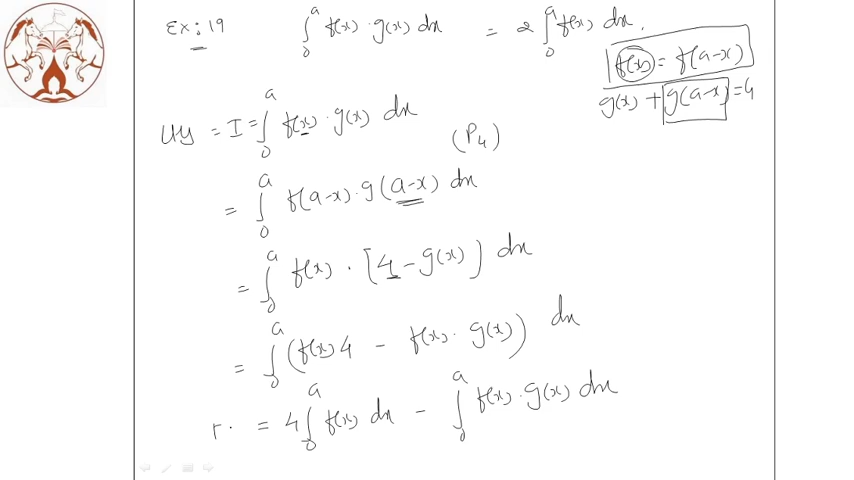 Ex: 19 ∫₀ᵃ f(x) · g(x) dx = 2 ∫₀ᵃ f(x) dx.
f(x) = f(a-x)
g(x) + g(a-x) = 4
= I = ∫₀ᵃ f(x) · g(x) dx
(P₄)
= ∫₀ᵃ f(a-x) · g(a-x) dx
= ∫₀ᵃ f(x) · [4 - g(x)] dx
= ∫₀ᵃ (f(x) 4 - f(x) · g(x)) dx
= 4 ∫₀ᵃ f(x) dx - ∫₀ᵃ f(x) · g(x) dx